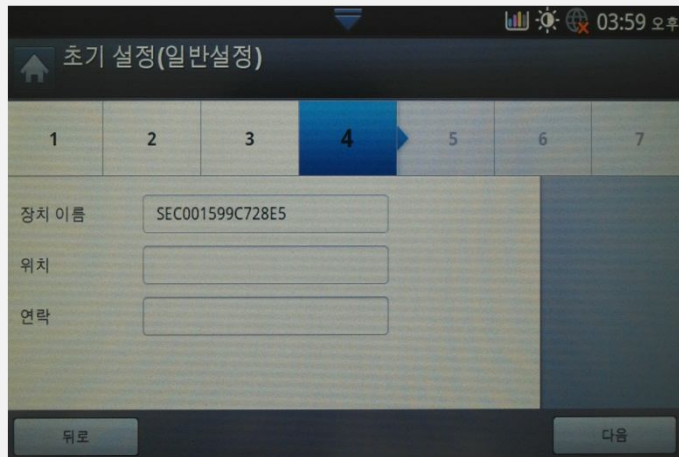 03:59 오후
초기 설정(일반설정)
1 2 3 4 5 6 7
장치 이름 SEC001599C728E5
위치
연락
뒤로 다음